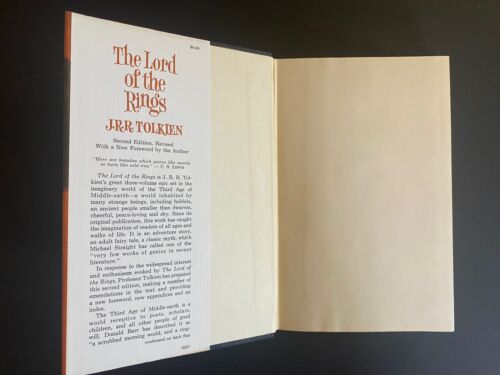 $6.95
The Lord
of the
Rings
J.R.R. TOLKIEN
Second Edition, Revised
With a New Foreword by the Author
"Here are beauties which pierce like swords
or burn like cold iron." — C. S. Lewis
The Lord of the Rings is J. R. R. Tol-
kien's great three-volume epic set in the
imaginary world of the Third Age of
Middle-earth—a world inhabited by
many strange beings, including hobbits,
an ancient people smaller than dwarves,
cheerful, peace-loving and shy. Since its
original publication, this work has caught
the imagination of readers of all ages and
walks of life. It is an adventure story,
an adult fairy tale, a classic myth, which
Michael Straight has called one of the
"very few works of genius in recent
literature."
In response to the widespread interest
and enthusiasm evoked by The Lord of
the Rings, Professor Tolkien has prepared
this second edition, making a number of
emendations in the text and providing
a new foreword, new appendices and an
index.
The Third Age of Middle-earth is a
world receptive to poets, scholars,
children, and all other people of good
will. Donald Barr has described it as
"a scrubbed morning world, and a ring-
continued on back flap